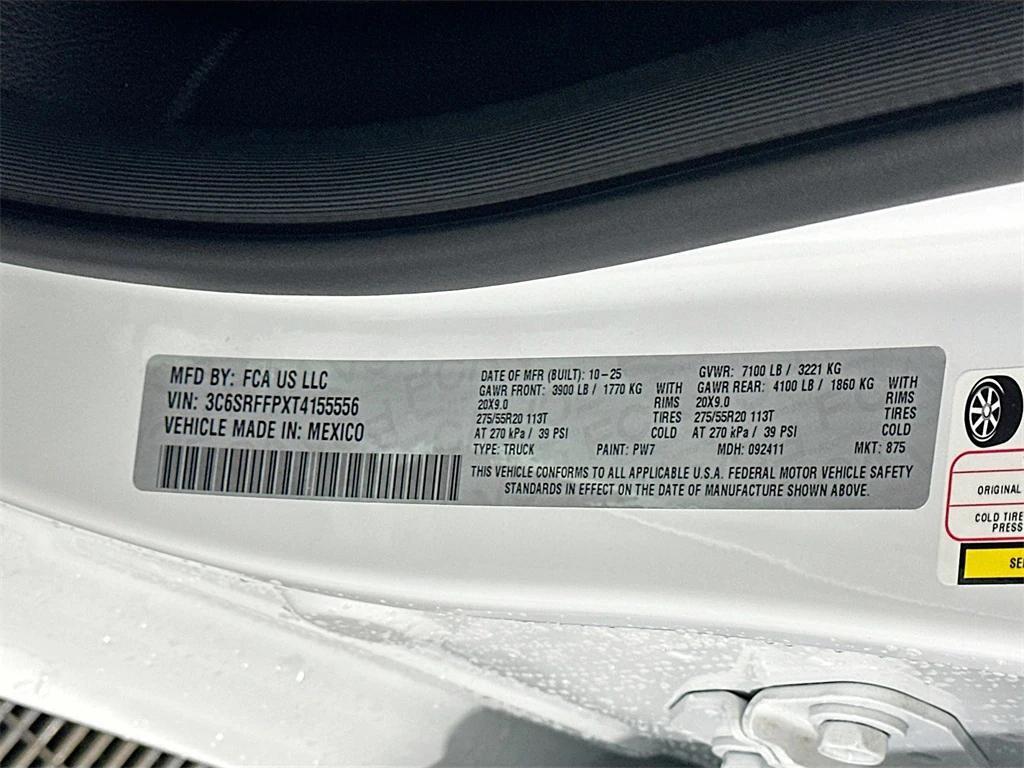 MFD BY: FCA US LLC
VIN: 3C6SRFFPXT4155556
VEHICLE MADE IN: MEXICO
DATE OF MFR (BUILT): 10-25
GAWR FRONT: 3900 LB / 1770 KG WITH
20X9.0 RIMS
275/55R20 113T TIRES
AT 270 kPa / 39 PSI COLD
TYPE: TRUCK PAINT: PW7
GVWR: 7100 LB / 3221 KG
GAWR REAR: 4100 LB / 1860 KG WITH
20X9.0 RIMS
275/55R20 113T TIRES
AT 270 kPa / 39 PSI COLD
MDH: 092411 MKT: 875
THIS VEHICLE CONFORMS TO ALL APPLICABLE U.S.A. FEDERAL MOTOR VEHICLE SAFETY
STANDARDS IN EFFECT ON THE DATE OF MANUFACTURE SHOWN ABOVE.
ORIGINAL
COLD TIRE
PRESS
SE